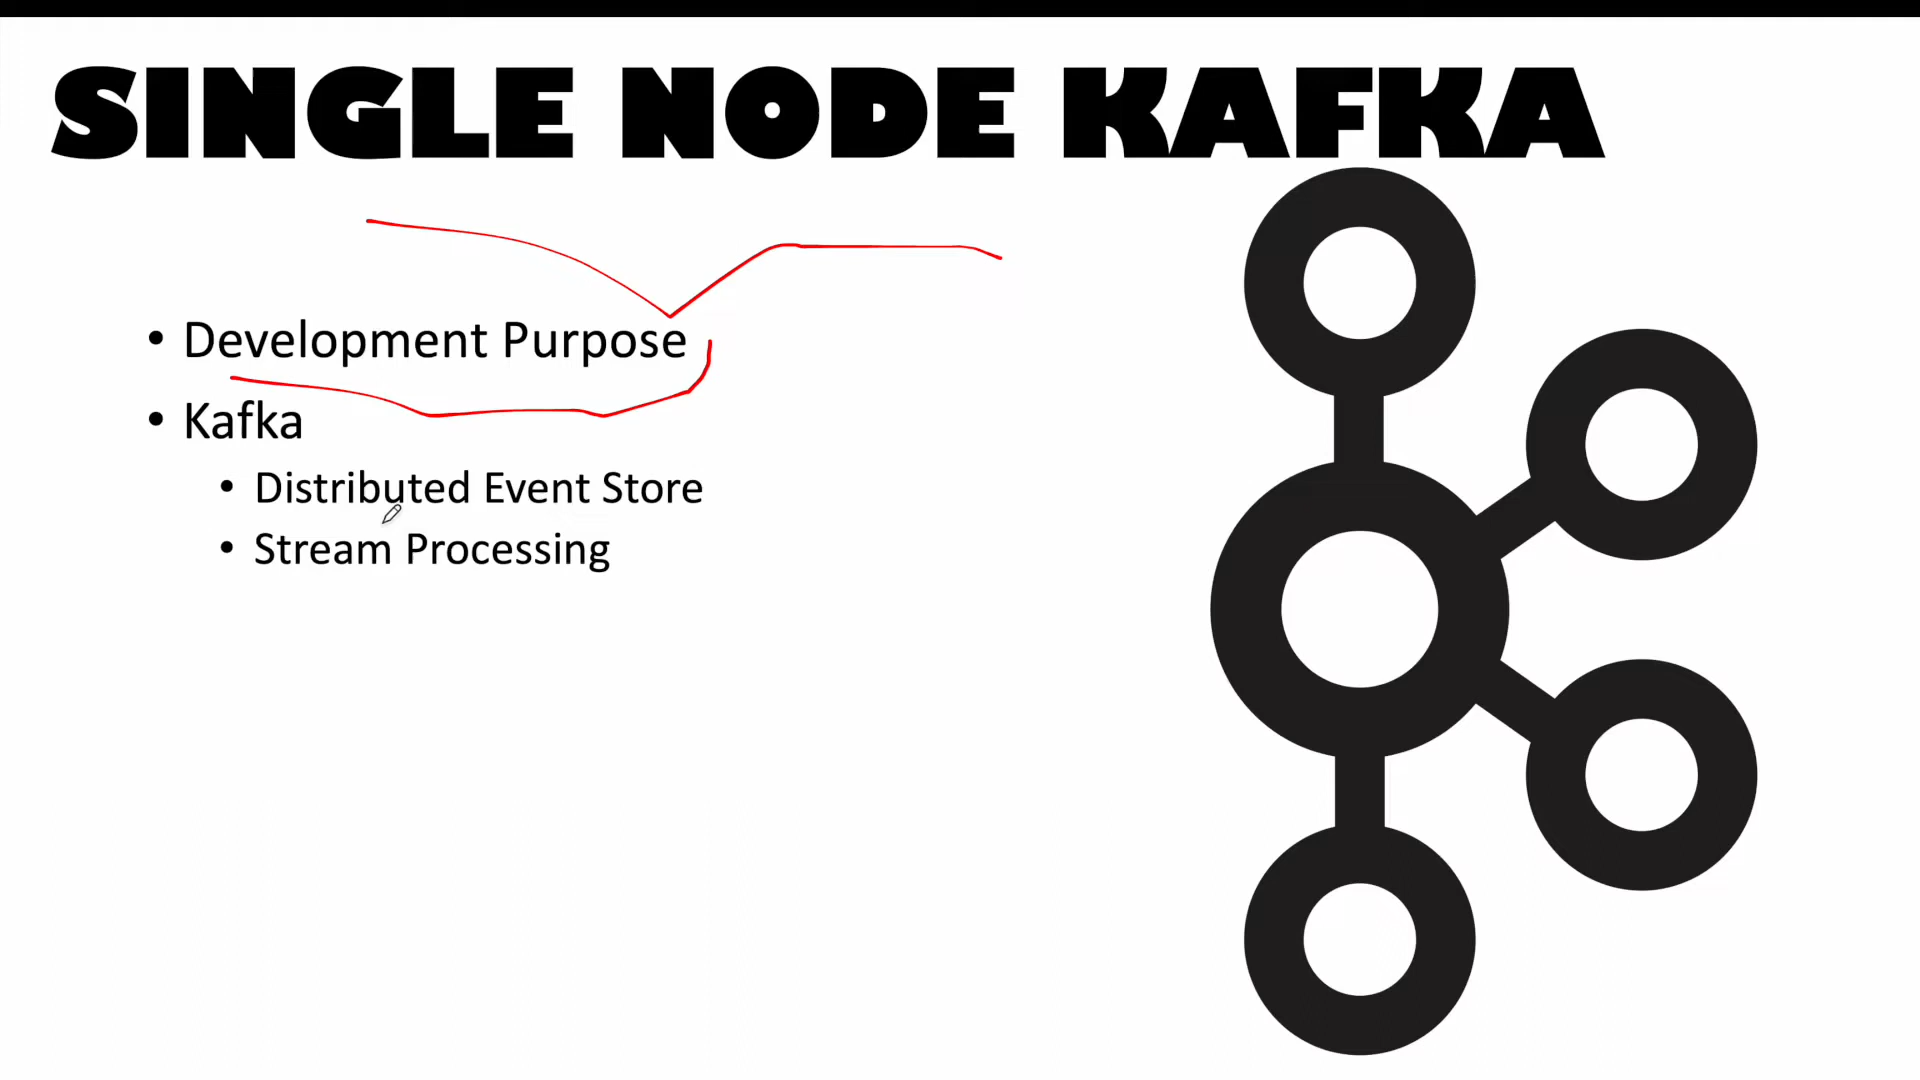 SINGLE NODE KAFKA
• Development Purpose
• Kafka
• Distributed Event Store
• Stream Processing